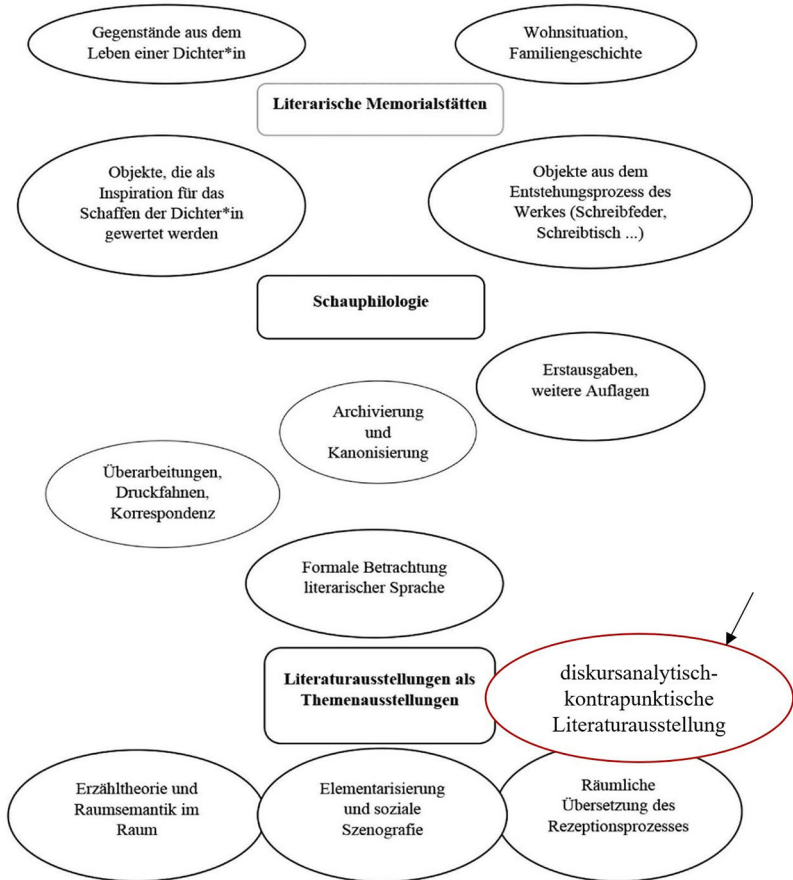 Gegenstände aus dem
Leben einer Dichter*in
Wohnsituation,
Familiengeschichte
Literarische Memorialstätten
Objekte, die als
Inspiration für das
Schaffen der Dichter*in
gewertet werden
Objekte aus dem
Entstehungsprozess des
Werkes (Schreibfeder,
Schreibtisch ...)
Schauphilologie
Erstausgaben,
weitere Auflagen
Archivierung
und
Kanonisierung
Überarbeitungen,
Druckfahnen,
Korrespondenz
Formale Betrachtung
literarischer Sprache
Literaturausstellungen als
Themenausstellungen
diskursanalytisch-
kontrapunktische
Literaturausstellung
Erzähltheorie und
Raumsemantik im
Raum
Elementarisierung
und soziale
Szenografie
Räumliche
Übersetzung des
Rezeptionsprozesses